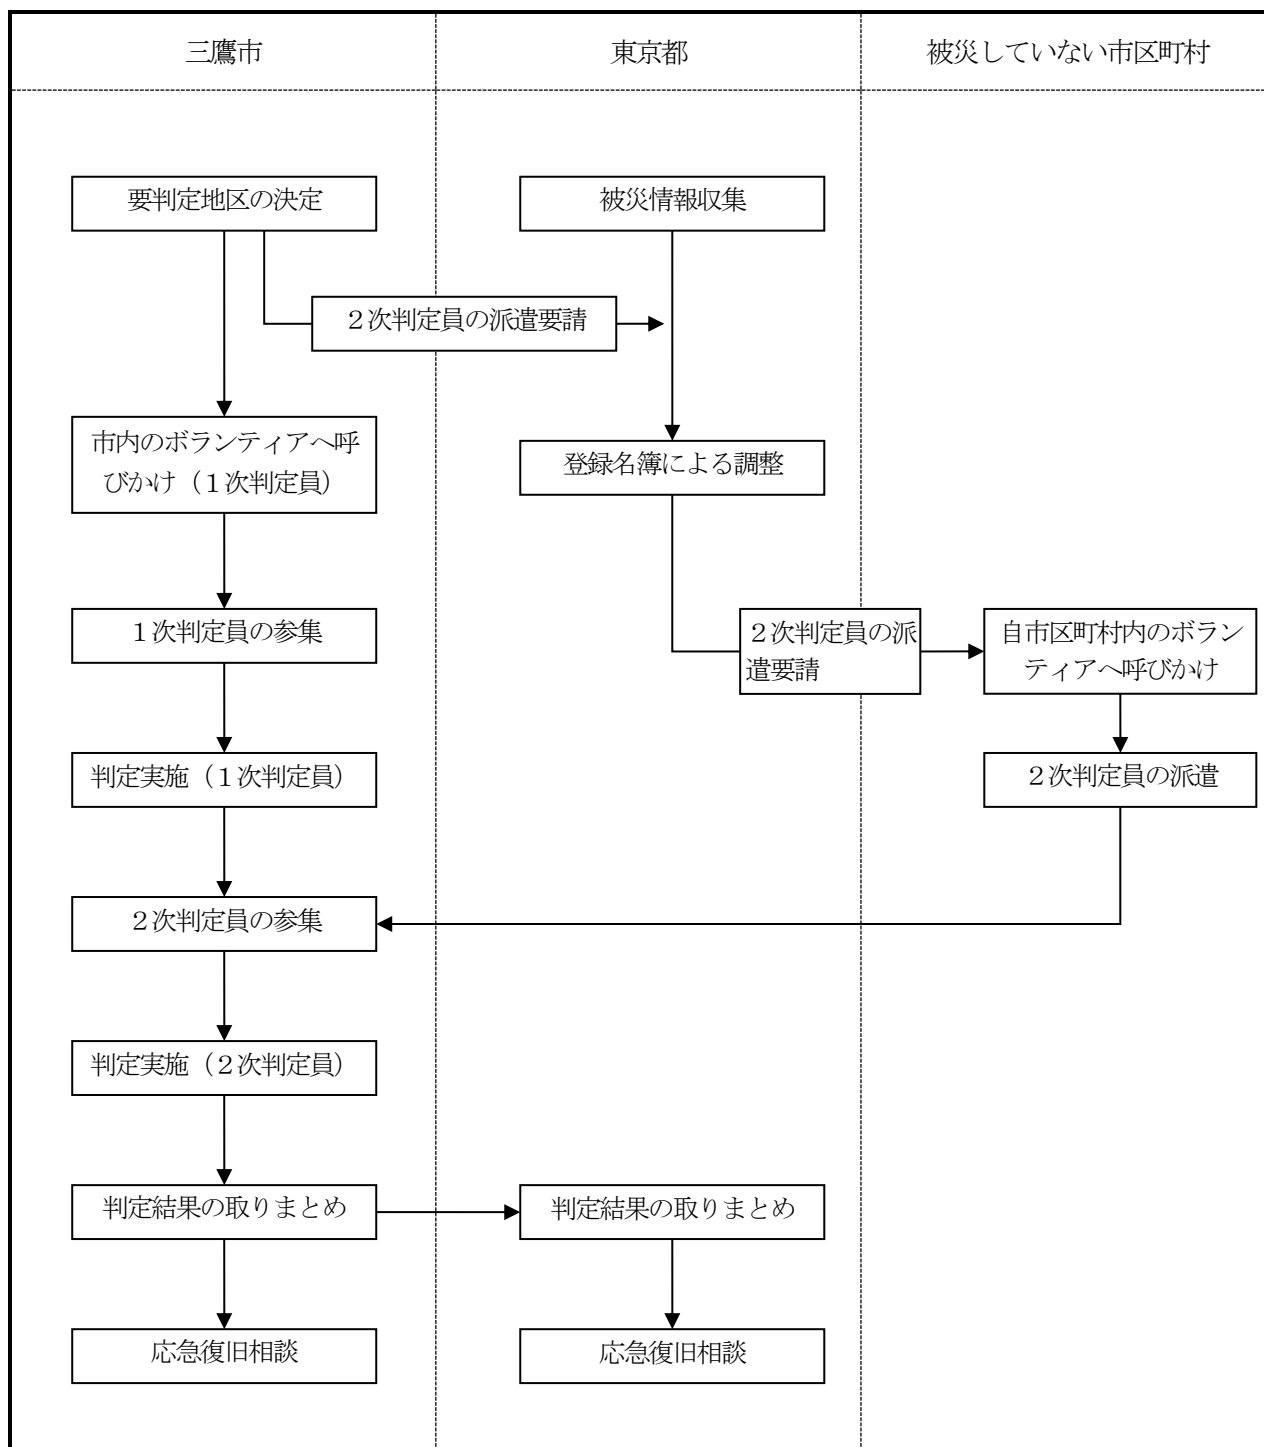 三鷹市
東京都
被災していない市区町村
要判定地区の決定
被災情報収集
２次判定員の派遣要請
市内のボランティアへ呼
びかけ（１次判定員）
登録名簿による調整
１次判定員の参集
２次判定員の派
遣要請
自市区町村内のボラン
ティアへ呼びかけ
判定実施（１次判定員）
２次判定員の派遣
２次判定員の参集
判定実施（２次判定員）
判定結果の取りまとめ
判定結果の取りまとめ
応急復旧相談
応急復旧相談